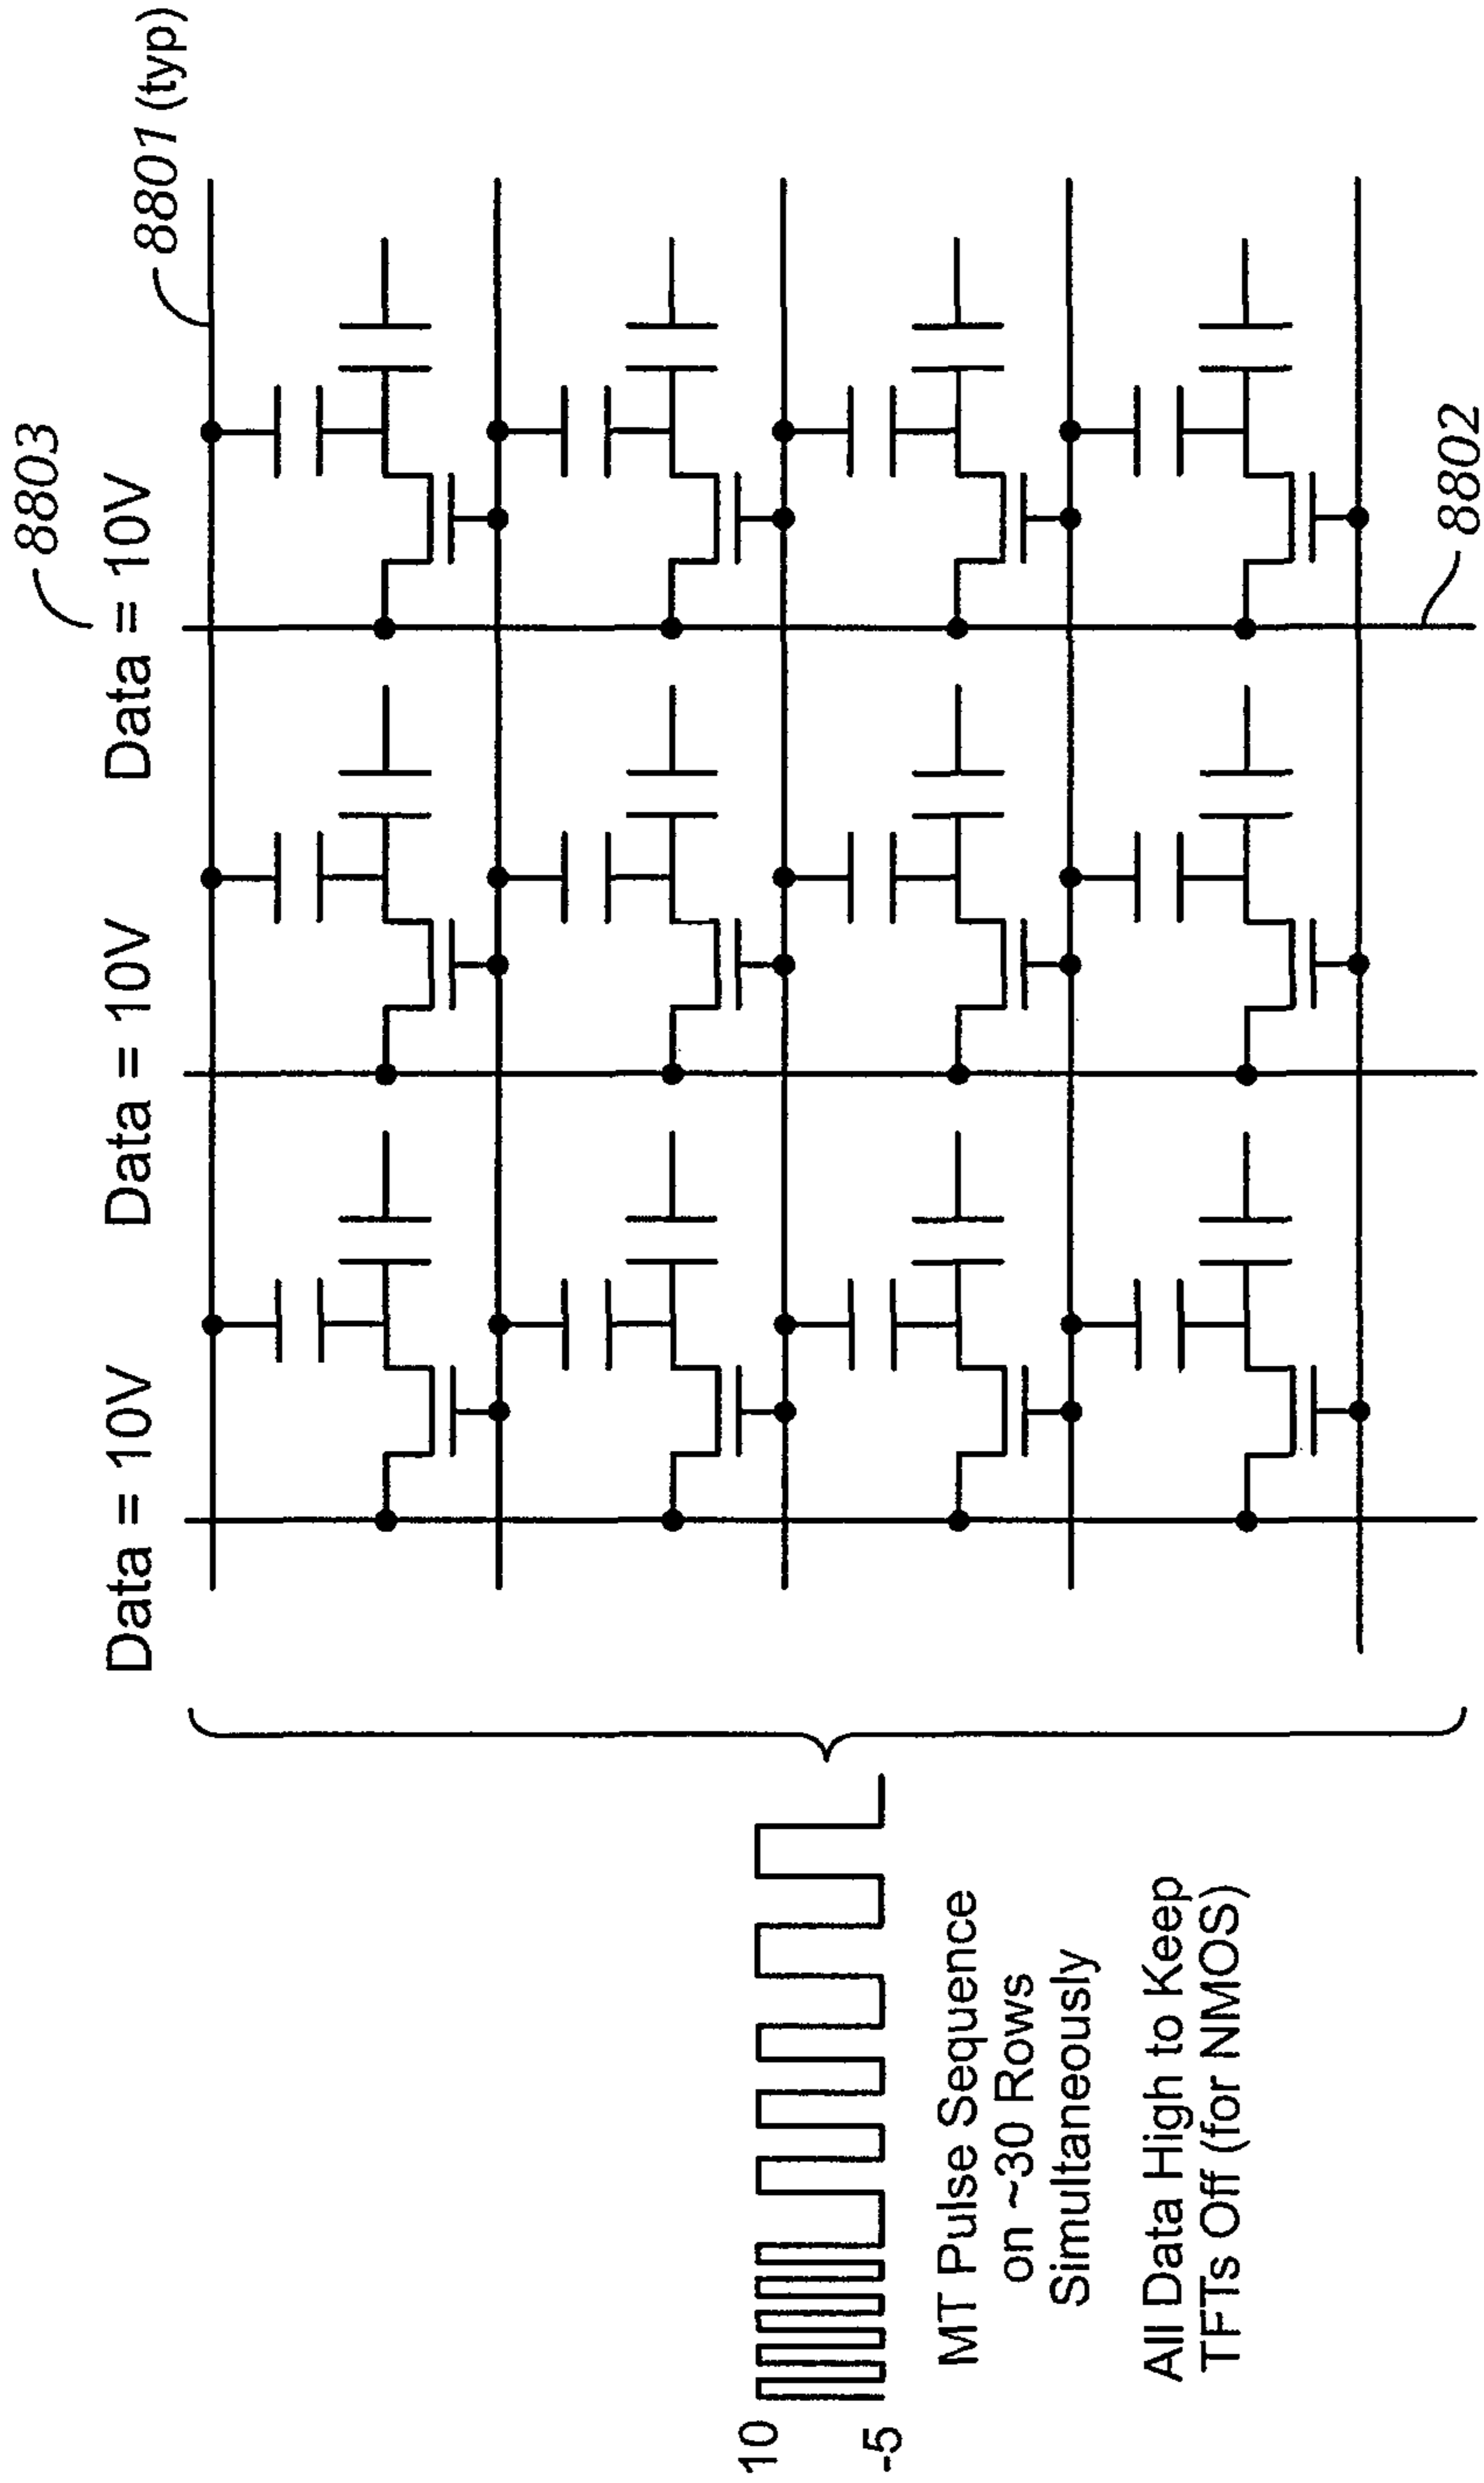 8803
8801 (typ)
Data = 10V
Data = 10V
Data = 10V
10
-5
MT Pulse Sequence
on ~30 Rows
Simultaneously
All Data High to Keep
TFTs Off (for NMOS)
8802